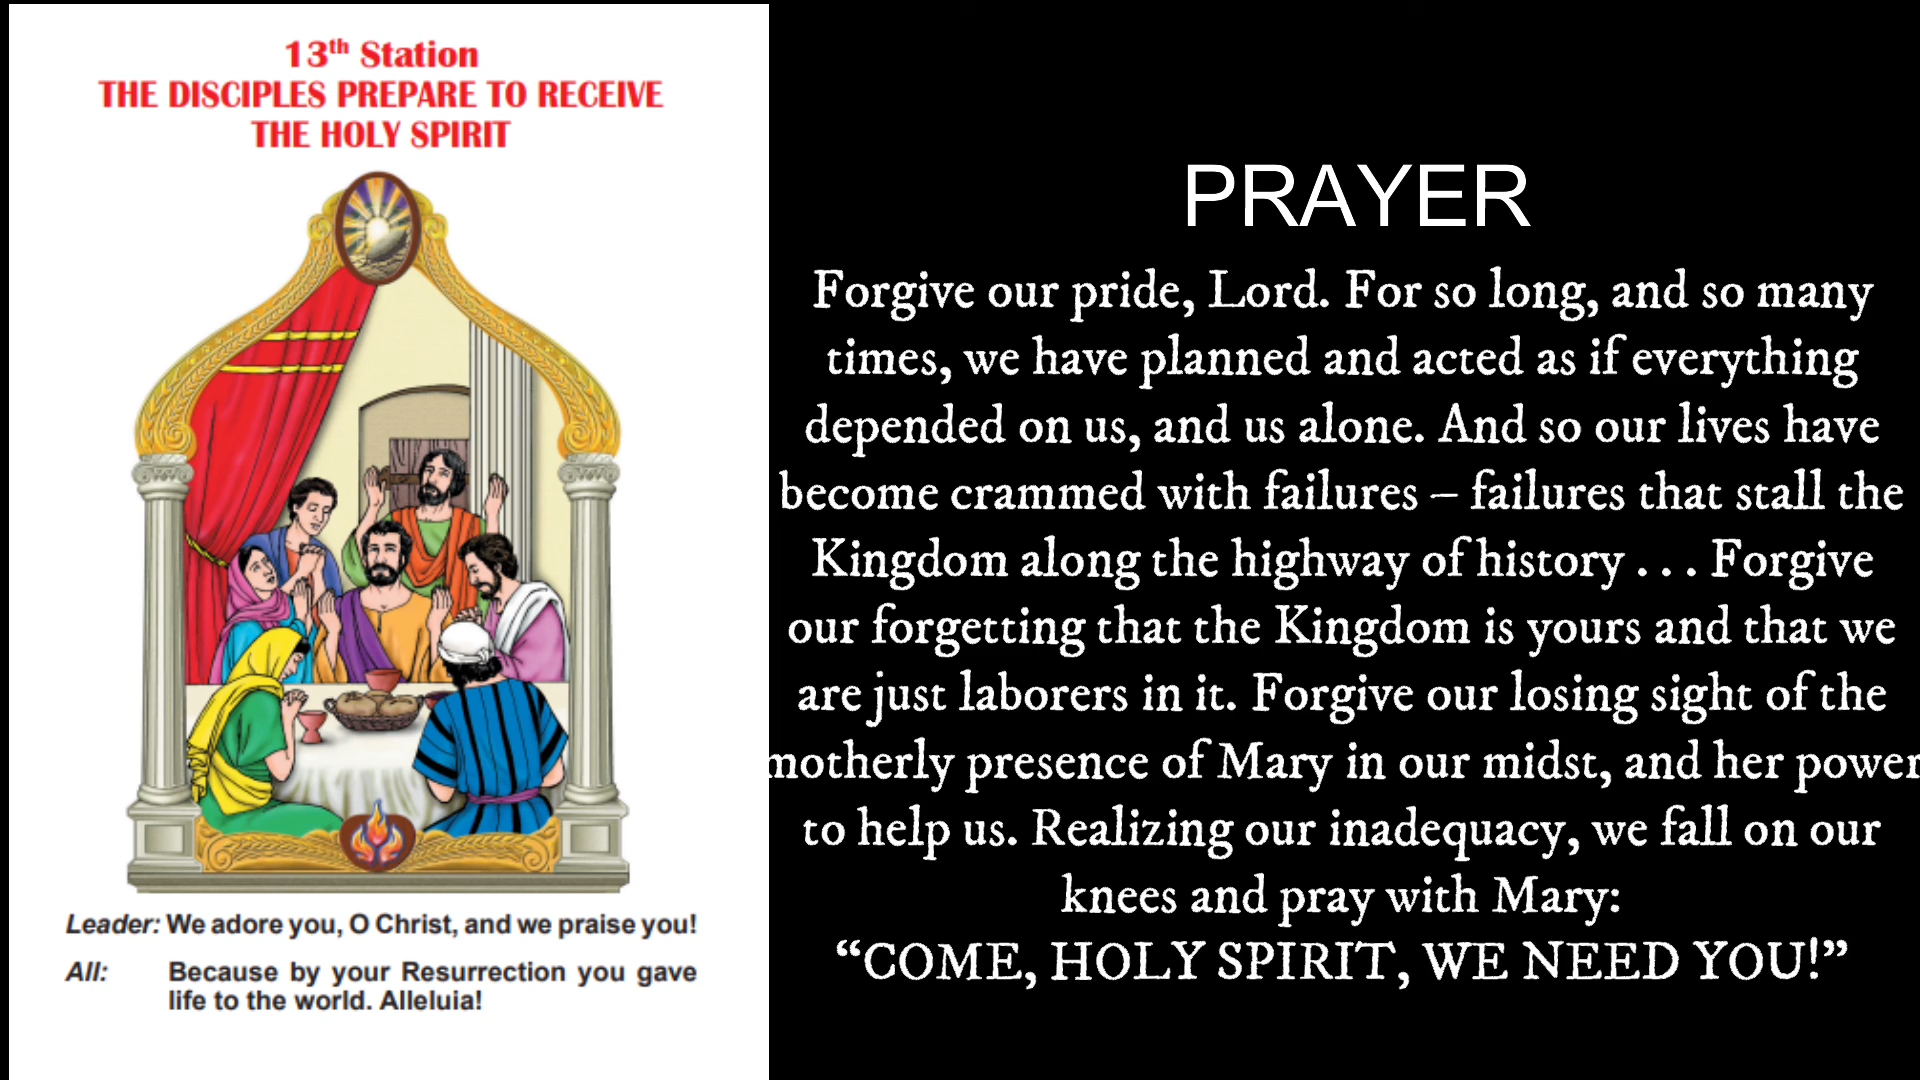 13th Station
THE DISCIPLES PREPARE TO RECEIVE
THE HOLY SPIRIT
Leader: We adore you, O Christ, and we praise you!
All: Because by your Resurrection you gave
life to the world. Alleluia!
PRAYER
Forgive our pride, Lord. For so long, and so many
times, we have planned and acted as if everything
depended on us, and us alone. And so our lives have
become crammed with failures – failures that stall the
Kingdom along the highway of history . . . Forgive
our forgetting that the Kingdom is yours and that we
are just laborers in it. Forgive our losing sight of the
motherly presence of Mary in our midst, and her power
to help us. Realizing our inadequacy, we fall on our
knees and pray with Mary:
“COME, HOLY SPIRIT, WE NEED YOU!”